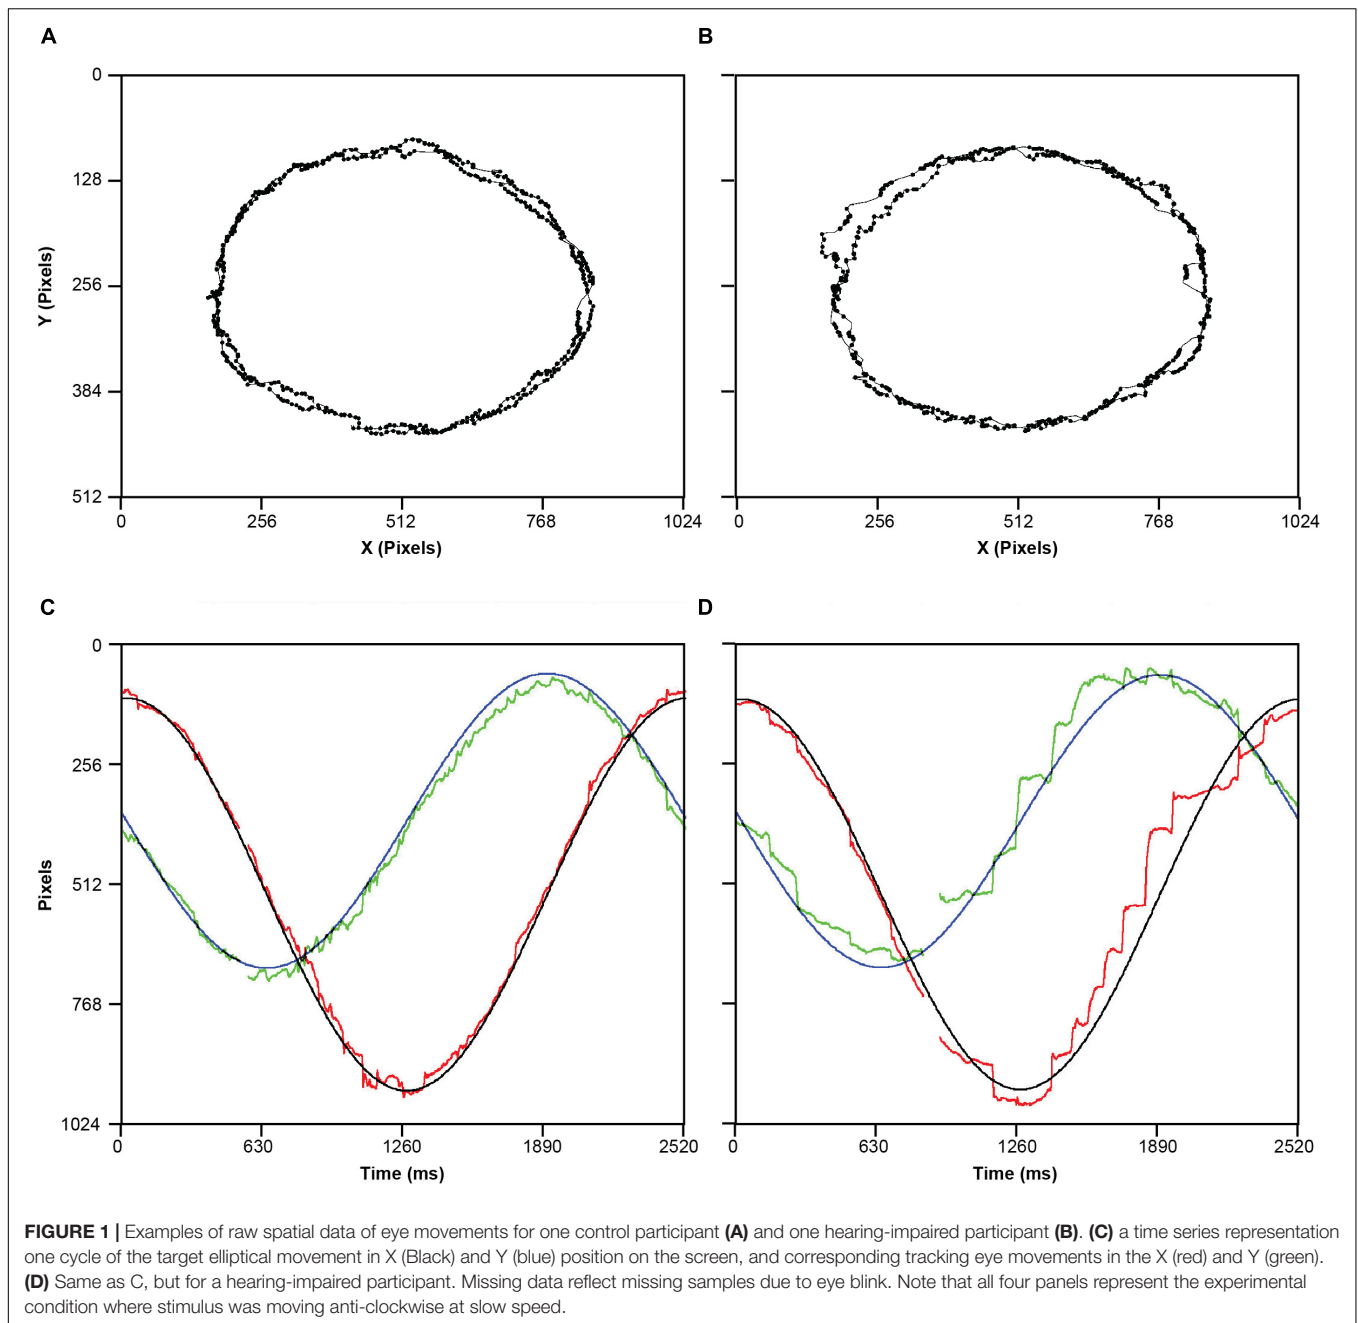 A
B
0
128
256
384
512
Y (Pixels)
0
256
512
768
1024
X (Pixels)
0
256
512
768
1024
X (Pixels)
C
D
0
256
512
768
1024
Pixels
0
630
1260
1890
2520
Time (ms)
0
630
1260
1890
2520
Time (ms)
FIGURE 1 | Examples of raw spatial data of eye movements for one control participant (A) and one hearing-impaired participant (B). (C) a time series representation
one cycle of the target elliptical movement in X (Black) and Y (blue) position on the screen, and corresponding tracking eye movements in the X (red) and Y (green).
(D) Same as C, but for a hearing-impaired participant. Missing data reflect missing samples due to eye blink. Note that all four panels represent the experimental
condition where stimulus was moving anti-clockwise at slow speed.